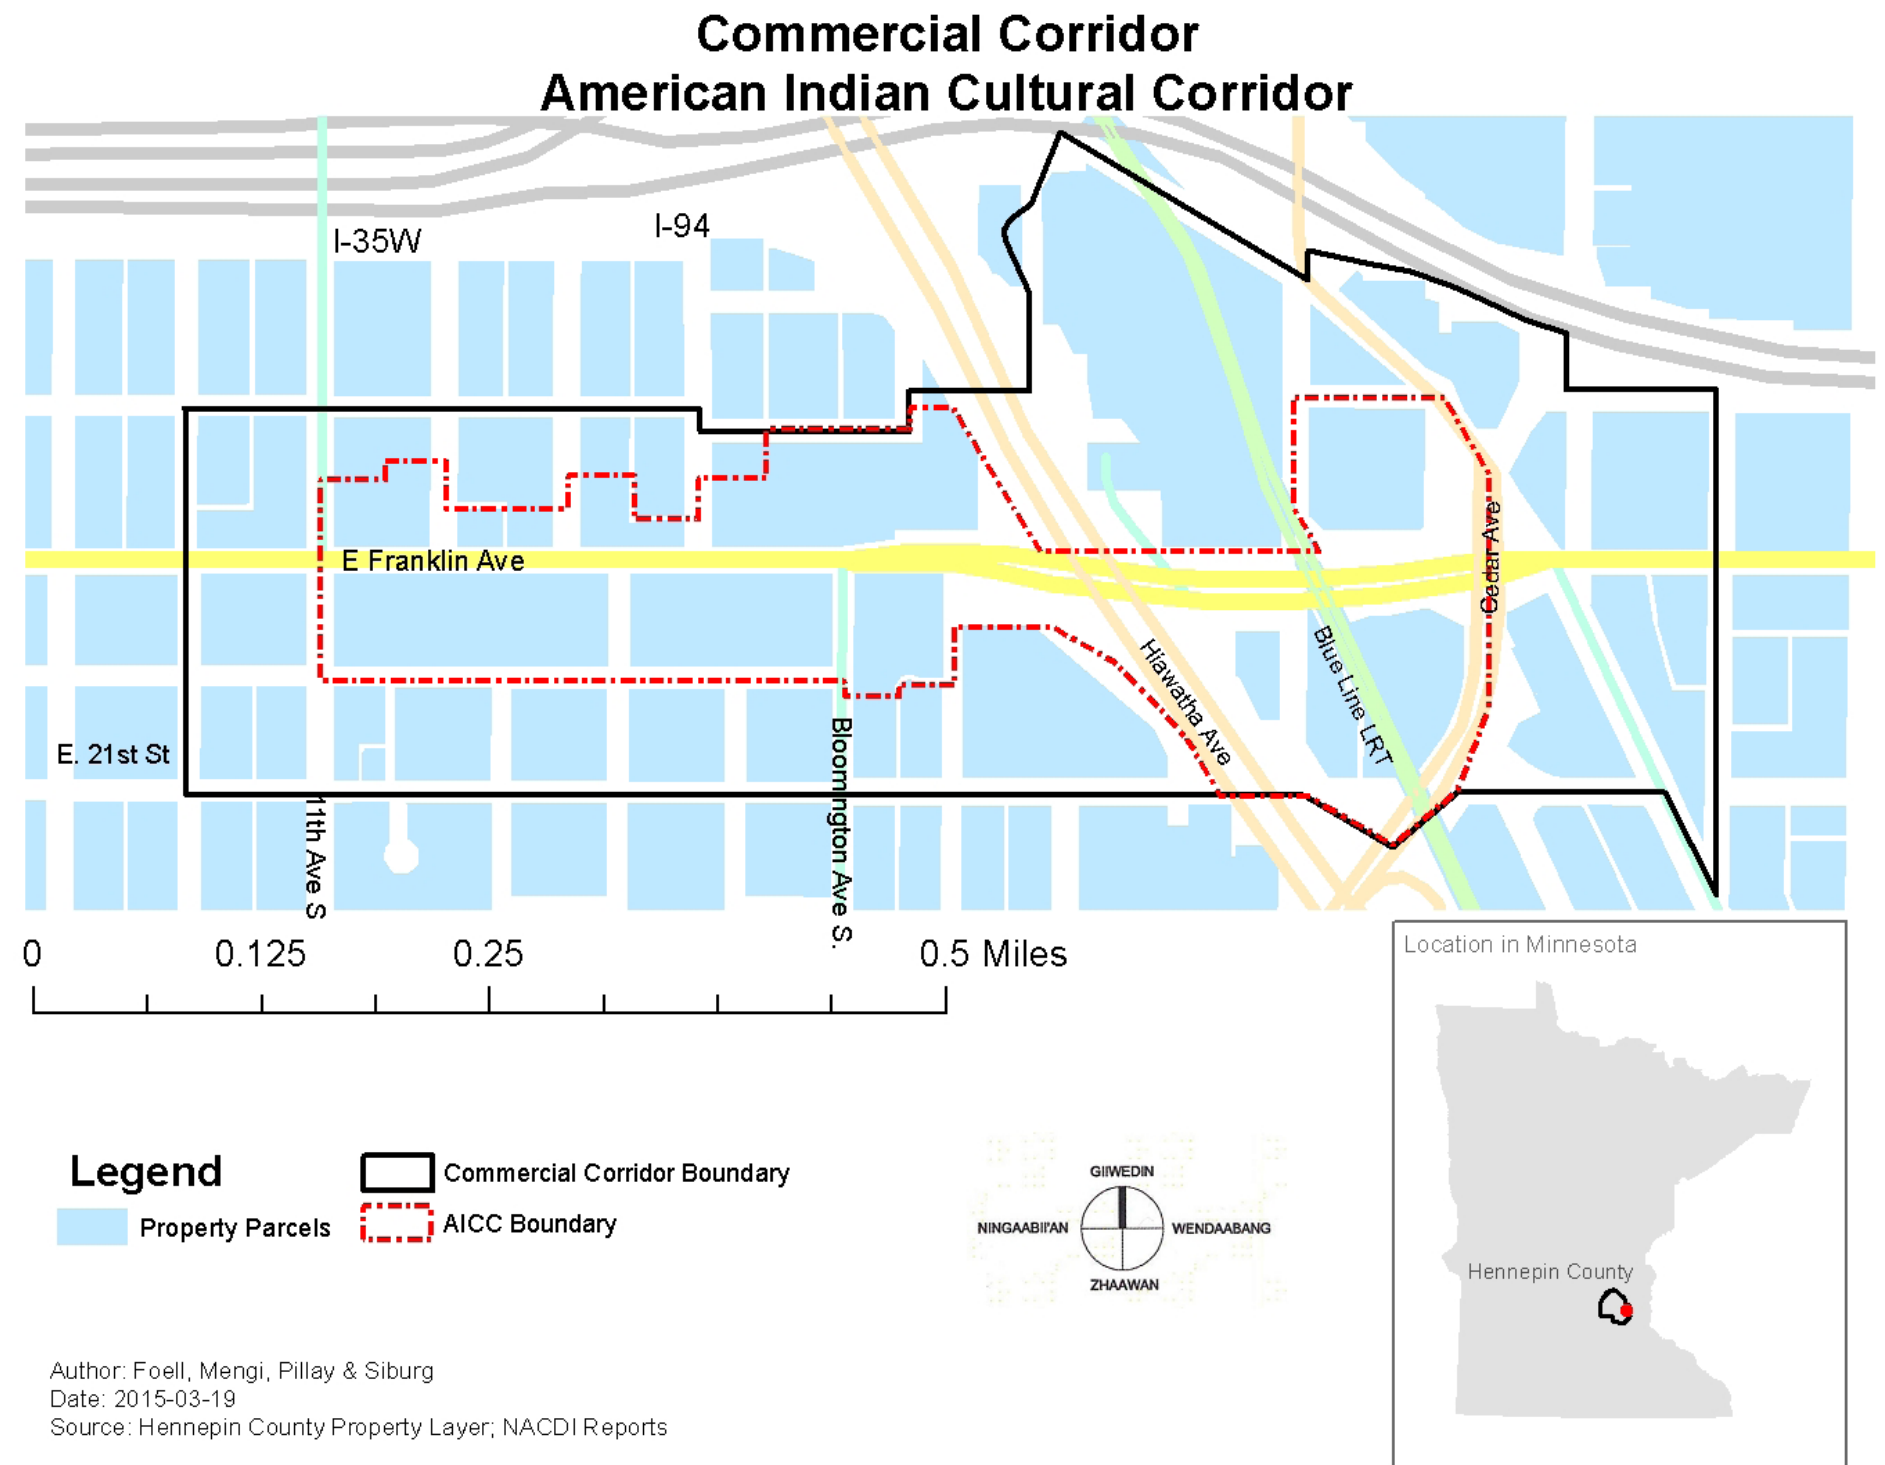 Commercial Corridor
American Indian Cultural Corridor
I-94
I-35W
E Franklin Ave
Cedar Ave
Hiawatha Ave
Blue Line LRT
E. 21st St
11th Ave S
Bloomington Ave S.
0 0.125 0.25 0.5 Miles
Location in Minnesota
Hennepin County
Legend
Property Parcels
Commercial Corridor Boundary
AICC Boundary
GIIWEDIN
NINGAABII'AN
WENDAABANG
ZHAAWAN
Author: Foell, Mengi, Pillay & Siburg
Date: 2015-03-19
Source: Hennepin County Property Layer; NACDI Reports